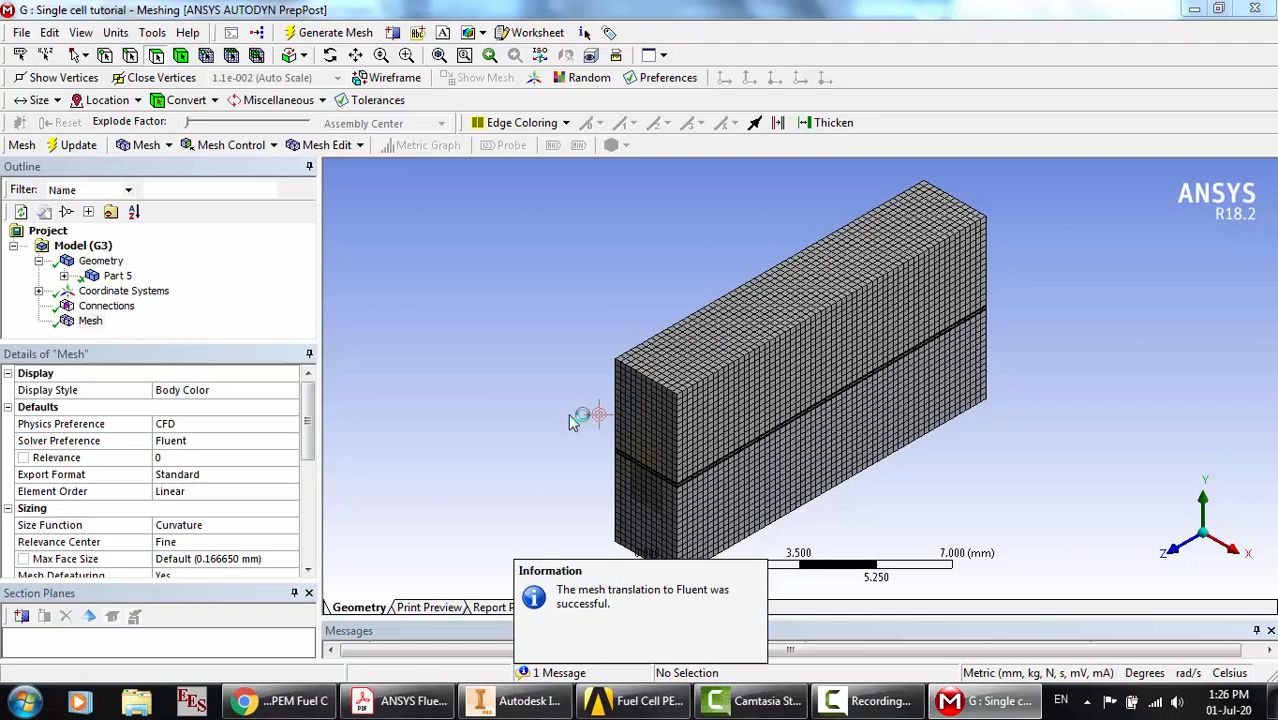 G : Single cell tutorial - Meshing [ANSYS AUTODYN PrepPost]
File Edit View Units Tools Help Generate Mesh Worksheet
Show Vertices Close Vertices 1.1e-002 (Auto Scale) Wireframe Show Mesh Random Preferences
Size Location Convert Miscellaneous Tolerances
Reset Explode Factor: Assembly Center Edge Coloring Thicken
Mesh Update Mesh Mesh Control Mesh Edit Metric Graph Probe
Outline
Filter: Name
Project
Model (G3)
Geometry
Part 5
Coordinate Systems
Connections
Mesh
Details of "Mesh"
Display
Display Style Body Color
Defaults
Physics Preference CFD
Solver Preference Fluent
Relevance 0
Export Format Standard
Element Order Linear
Sizing
Size Function Curvature
Relevance Center Fine
Max Face Size Default (0.166650 mm)
Mesh Defeaturing Yes
Section Planes
ANSYS
R18.2
Y
Z
X
3.500 7.000 (mm)
5.250
Information
The mesh translation to Fluent was
successful.
Geometry Print Preview Report P
Messages
1 Message No Selection Metric (mm, kg, N, s, mV, mA) Degrees rad/s Celsius
EES ...PEM Fuel C PDF ANSYS Flue... Autodesk I... Fuel Cell PE... Camtasia St... Recording... G : Single c... EN 1:26 PM
01-Jul-20